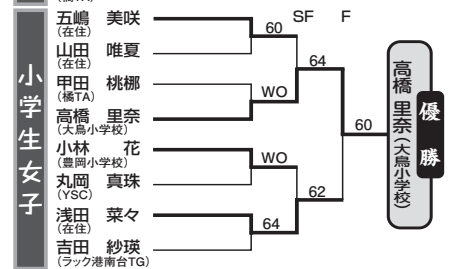 SF F
小学生女子
五嶋 美咲
(在住)
60
山田 唯夏
(在住)
64
甲田 桃梛
(橘TA)
WO
高橋 里奈
(大鳥小学校)
60
小林 花
(豊岡小学校)
WO
丸岡 真珠
(YSC)
62
浅田 菜々
(在住)
64
吉田 紗瑛
(ラック港南台TG)
高橋 里奈(大鳥小学校)
優勝